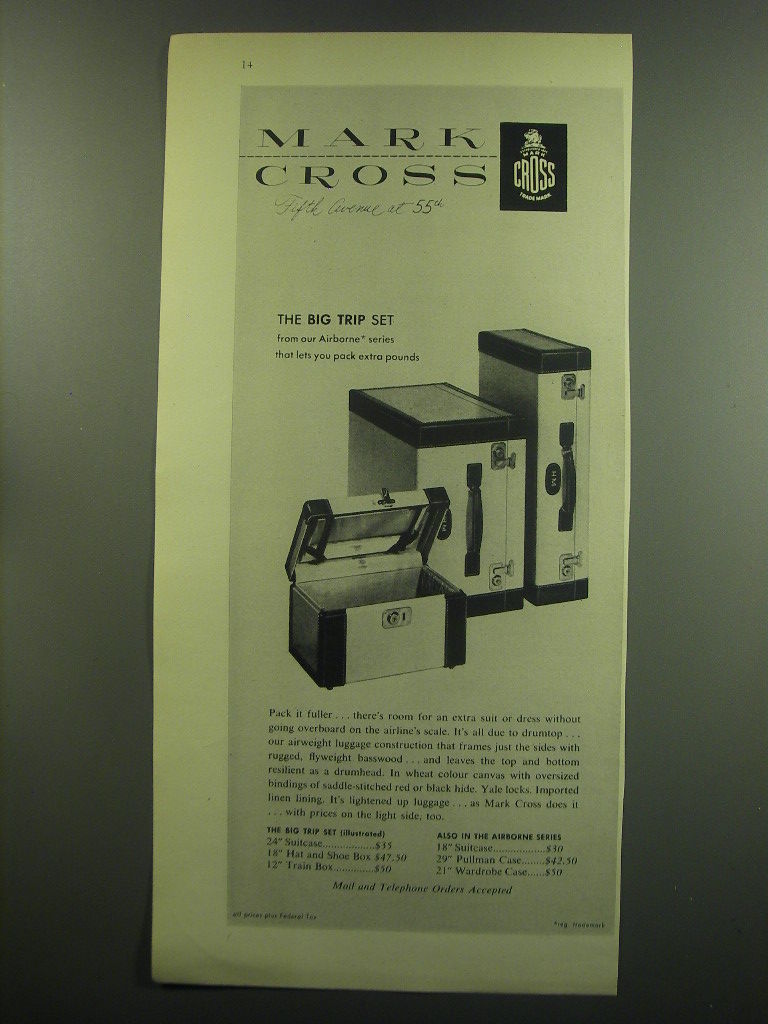 14
MARK
CROSS
Fifth Avenue at 55th
MARK
CROSS
TRADE MARK
THE BIG TRIP SET
from our Airborne* series
that lets you pack extra pounds
HM
HM
Pack it fuller . . . there's room for an extra suit or dress without
going overboard on the airline's scale. It's all due to drumtop . . .
our airweight luggage construction that frames just the sides with
rugged, flyweight basswood . . . and leaves the top and bottom
resilient as a drumhead. In wheat colour canvas with oversized
bindings of saddle-stitched red or black hide. Yale locks. Imported
linen lining. It's lightened up luggage . . . as Mark Cross does it
. . . with prices on the light side, too.
THE BIG TRIP SET (illustrated)
24" Suitcase..................$35
18" Hat and Shoe Box $47.50
12" Train Box.............$50
ALSO IN THE AIRBORNE SERIES
18" Suitcase..................$30
29" Pullman Case........$42.50
21" Wardrobe Case......$50
Mail and Telephone Orders Accepted
all prices plus Federal Tax
*reg. trademark